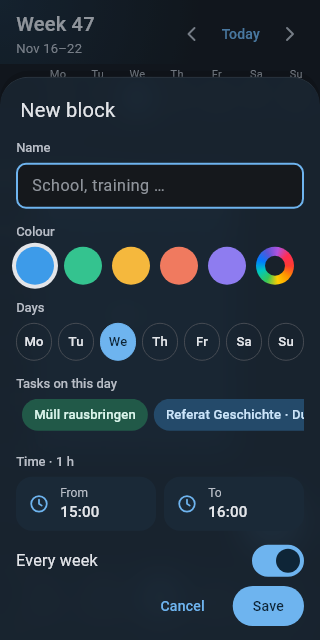 Week 47
Nov 16–22
Today
Mo Tu We Th Fr Sa Su
New block
Name
School, training …
Colour
Days
Mo Tu We Th Fr Sa Su
Tasks on this day
Müll rausbringen
Referat Geschichte · Du
Time · 1 h
From
15:00
To
16:00
Every week
Cancel
Save